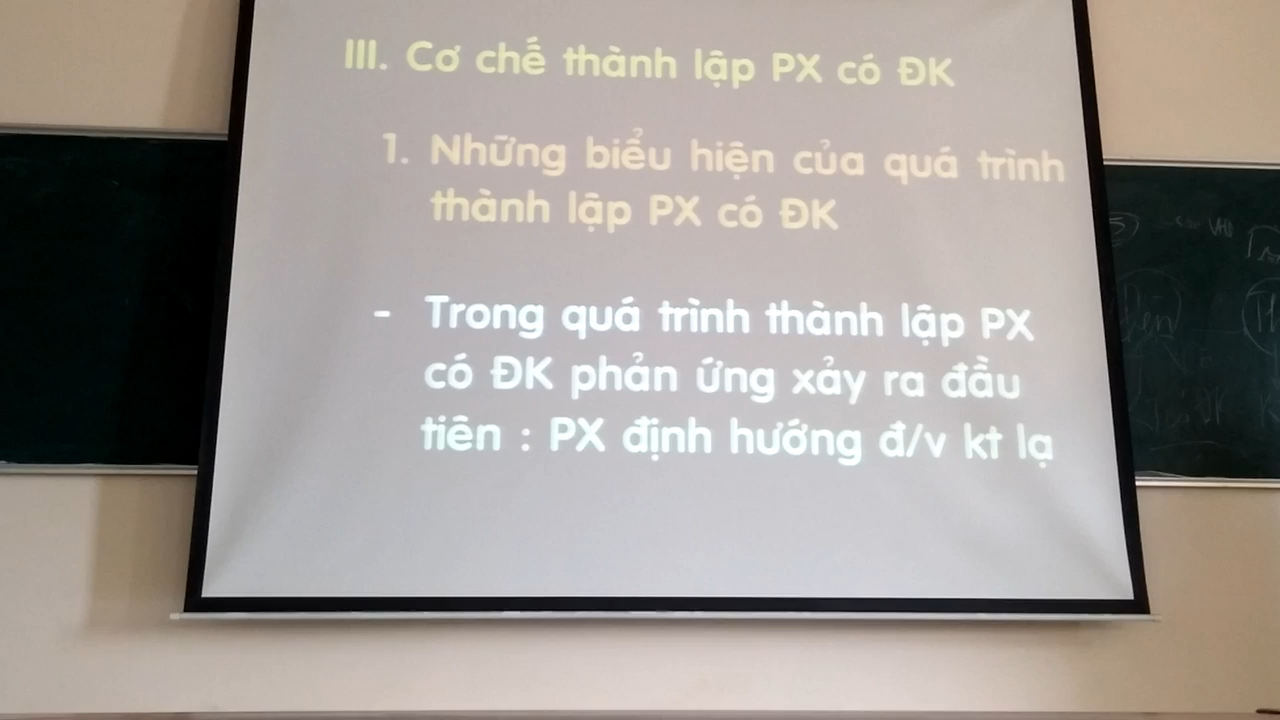 III. Cơ chế thành lập PX có ĐK
1. Những biểu hiện của quá trình
thành lập PX có ĐK
- Trong quá trình thành lập PX
có ĐK phản ứng xảy ra đầu
tiên : PX định hướng đ/v kt lạ